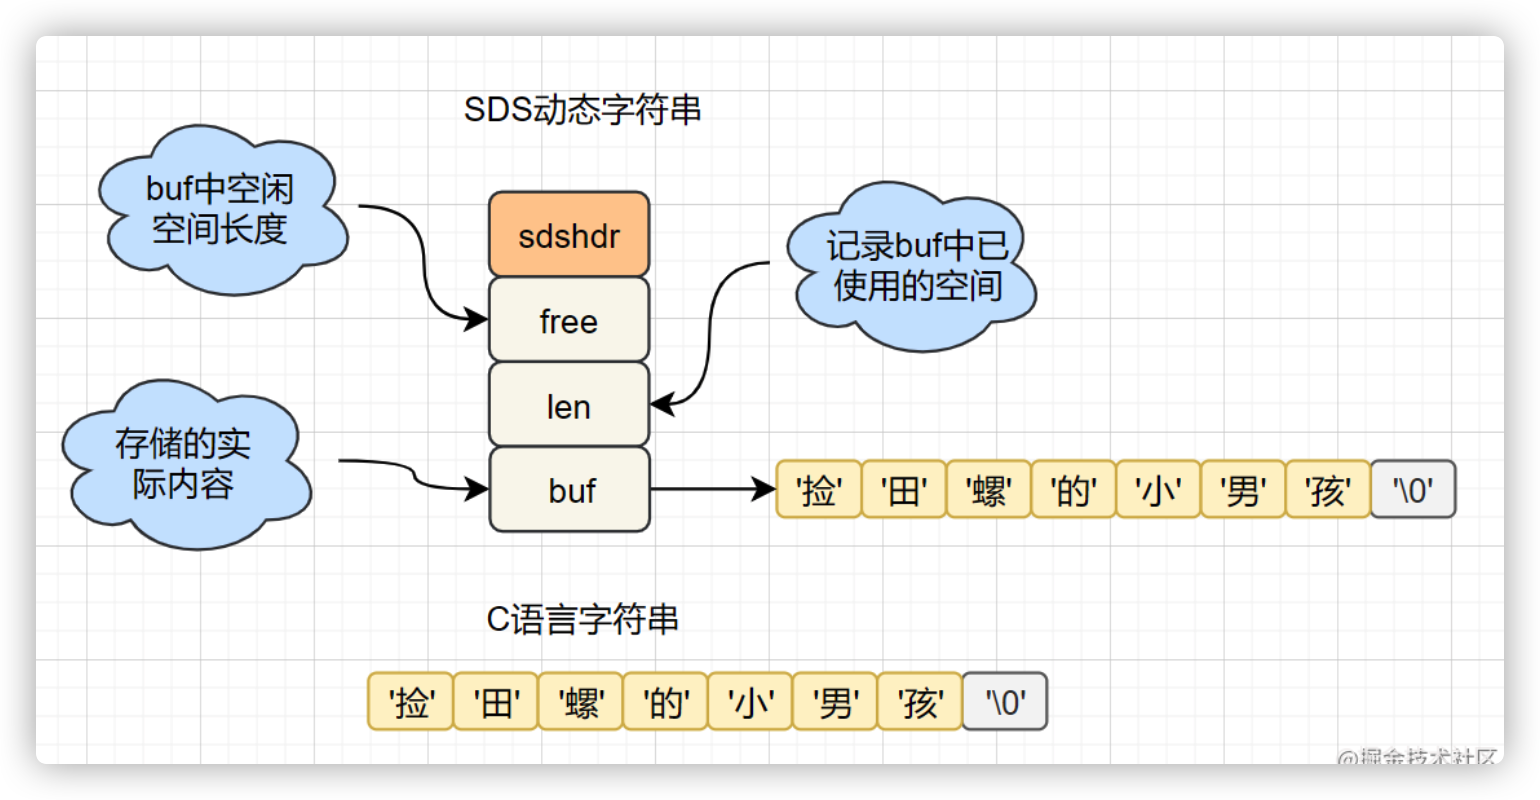 SDS动态字符串
buf中空闲
空间长度
sdshdr
记录buf中已
使用的空间
free
len
存储的实
际内容
buf
'捡' '田' '螺' '的' '小' '男' '孩' '\0'
C语言字符串
'捡' '田' '螺' '的' '小' '男' '孩' '\0'
@掘金技术社区